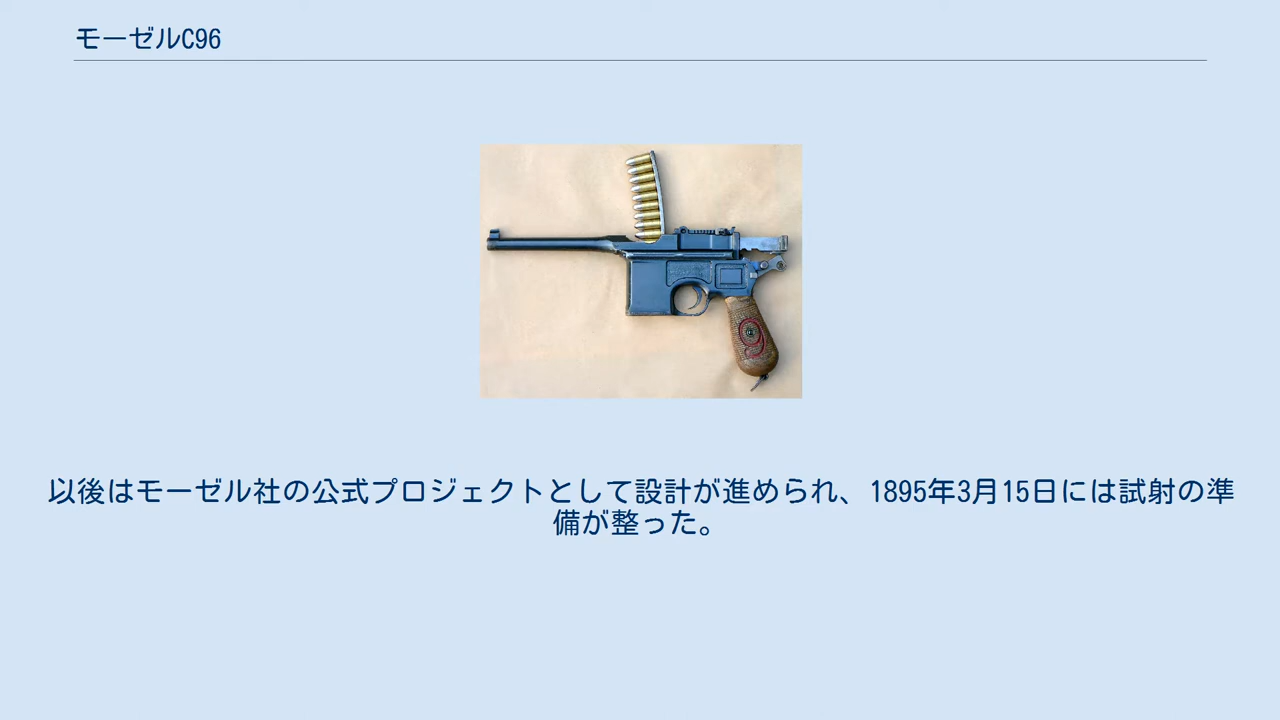 モーゼルC96
9
以後はモーゼル社の公式プロジェクトとして設計が進められ、1895年3月15日には試射の準
備が整った。